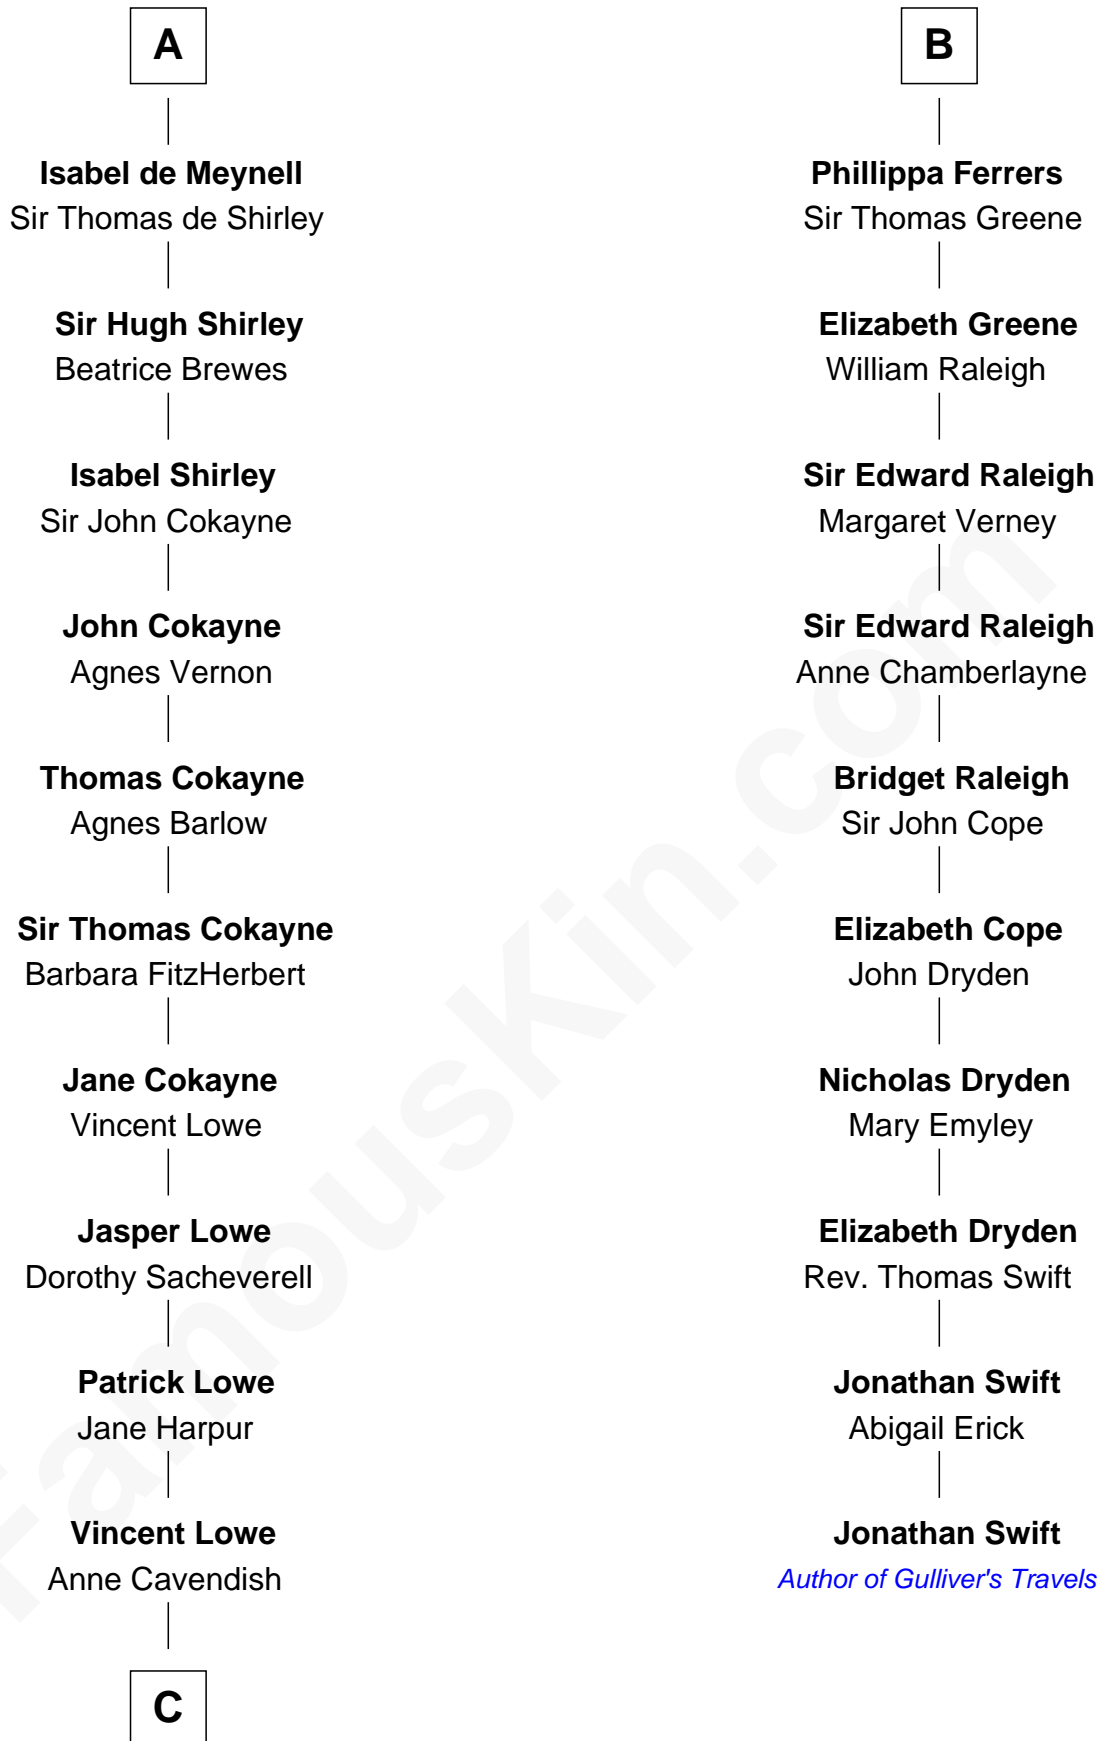 A
Isabel de Meynell
Sir Thomas de Shirley
Sir Hugh Shirley
Beatrice Brewes
Isabel Shirley
Sir John Cokayne
John Cokayne
Agnes Vernon
Thomas Cokayne
Agnes Barlow
Sir Thomas Cokayne
Barbara FitzHerbert
Jane Cokayne
Vincent Lowe
Jasper Lowe
Dorothy Sacheverell
Patrick Lowe
Jane Harpur
Vincent Lowe
Anne Cavendish
C
B
Phillippa Ferrers
Sir Thomas Greene
Elizabeth Greene
William Raleigh
Sir Edward Raleigh
Margaret Verney
Sir Edward Raleigh
Anne Chamberlayne
Bridget Raleigh
Sir John Cope
Elizabeth Cope
John Dryden
Nicholas Dryden
Mary Emyley
Elizabeth Dryden
Rev. Thomas Swift
Jonathan Swift
Abigail Erick
Jonathan Swift
Author of Gulliver's Travels
FamousKin.com